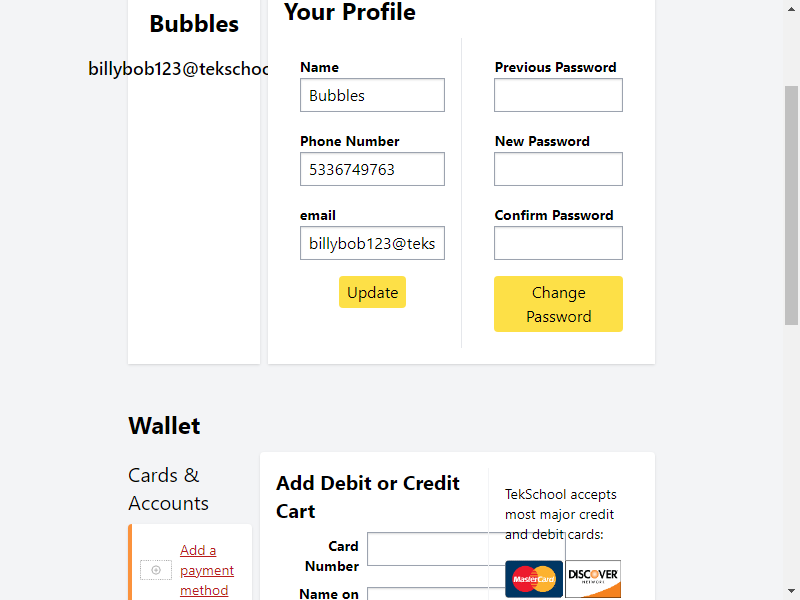 Bubbles
billybob123@tekschoo
Your Profile
Name
Bubbles
Phone Number
5336749763
email
billybob123@teks
Update
Previous Password
New Password
Confirm Password
Change
Password
Wallet
Cards &
Accounts
Add a
payment
method
Add Debit or Credit
Cart
Card
Number
Name on
TekSchool accepts
most major credit
and debit cards:
MasterCard
DISCOVER
NETWORK